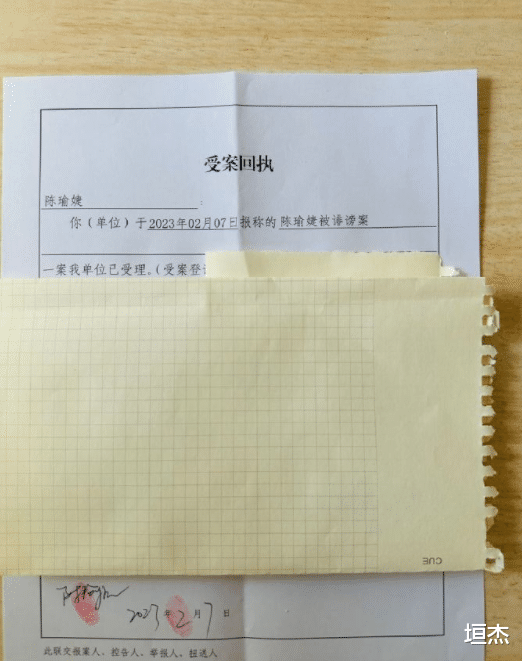 受案回执
陈瑜婕：
你（单位）于2023年02月07日报称的 陈瑜婕被诽谤案
一案我单位已受理。（受案登
CUE
2023年2月7日
此联交报案人、控告人、举报人、扭送人
垣杰